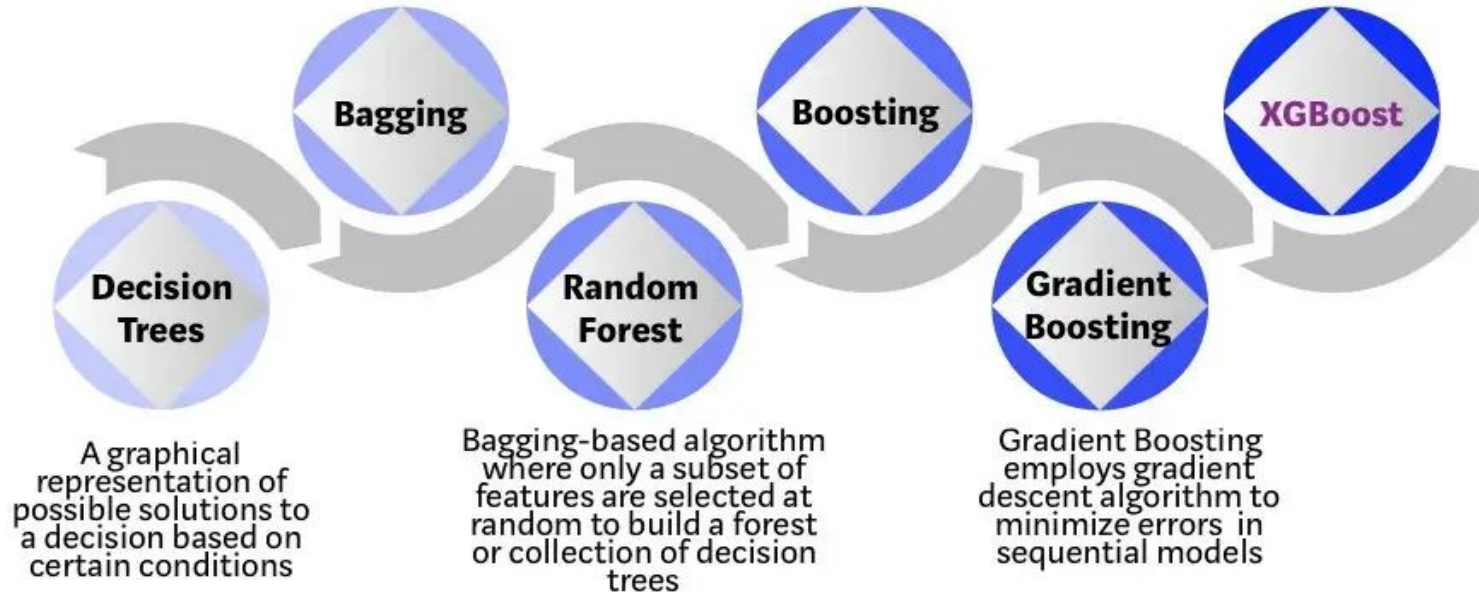 Bagging
Boosting
XGBoost
Decision
Trees
Random
Forest
Gradient
Boosting
A graphical
representation of
possible solutions to
a decision based on
certain conditions
Bagging-based algorithm
where only a subset of
features are selected at
random to build a forest
or collection of decision
trees
Gradient Boosting
employs gradient
descent algorithm to
minimize errors in
sequential models